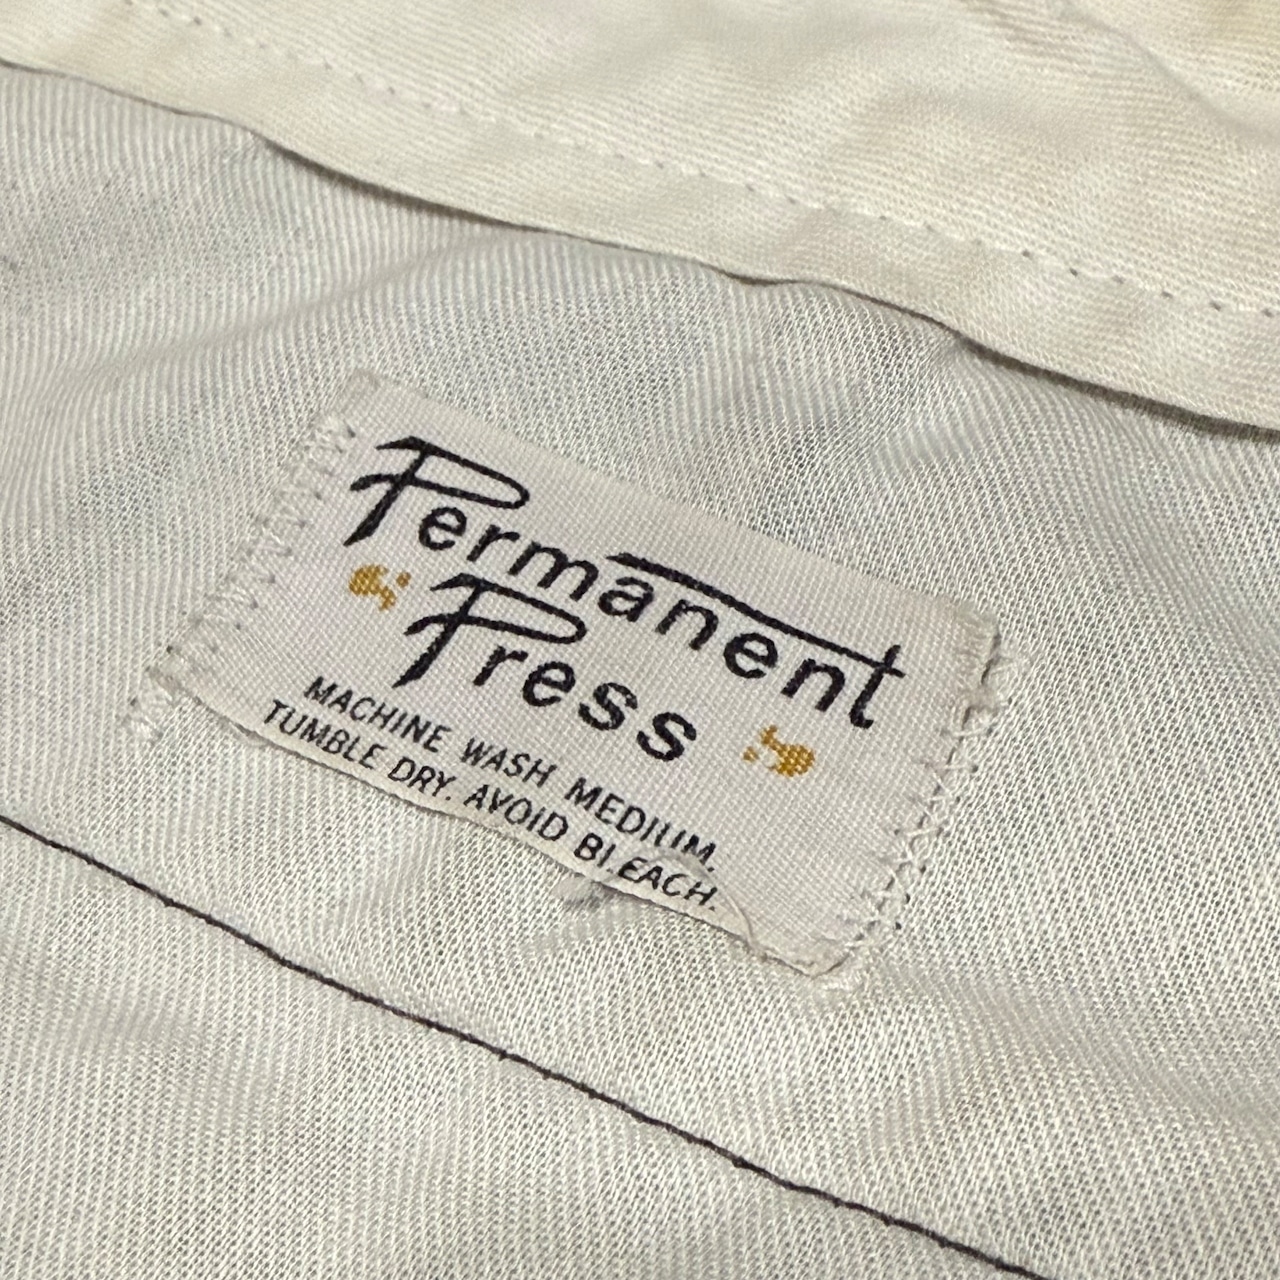 Permanent
Press
MACHINE WASH MEDIUM.
TUMBLE DRY. AVOID BLEACH.